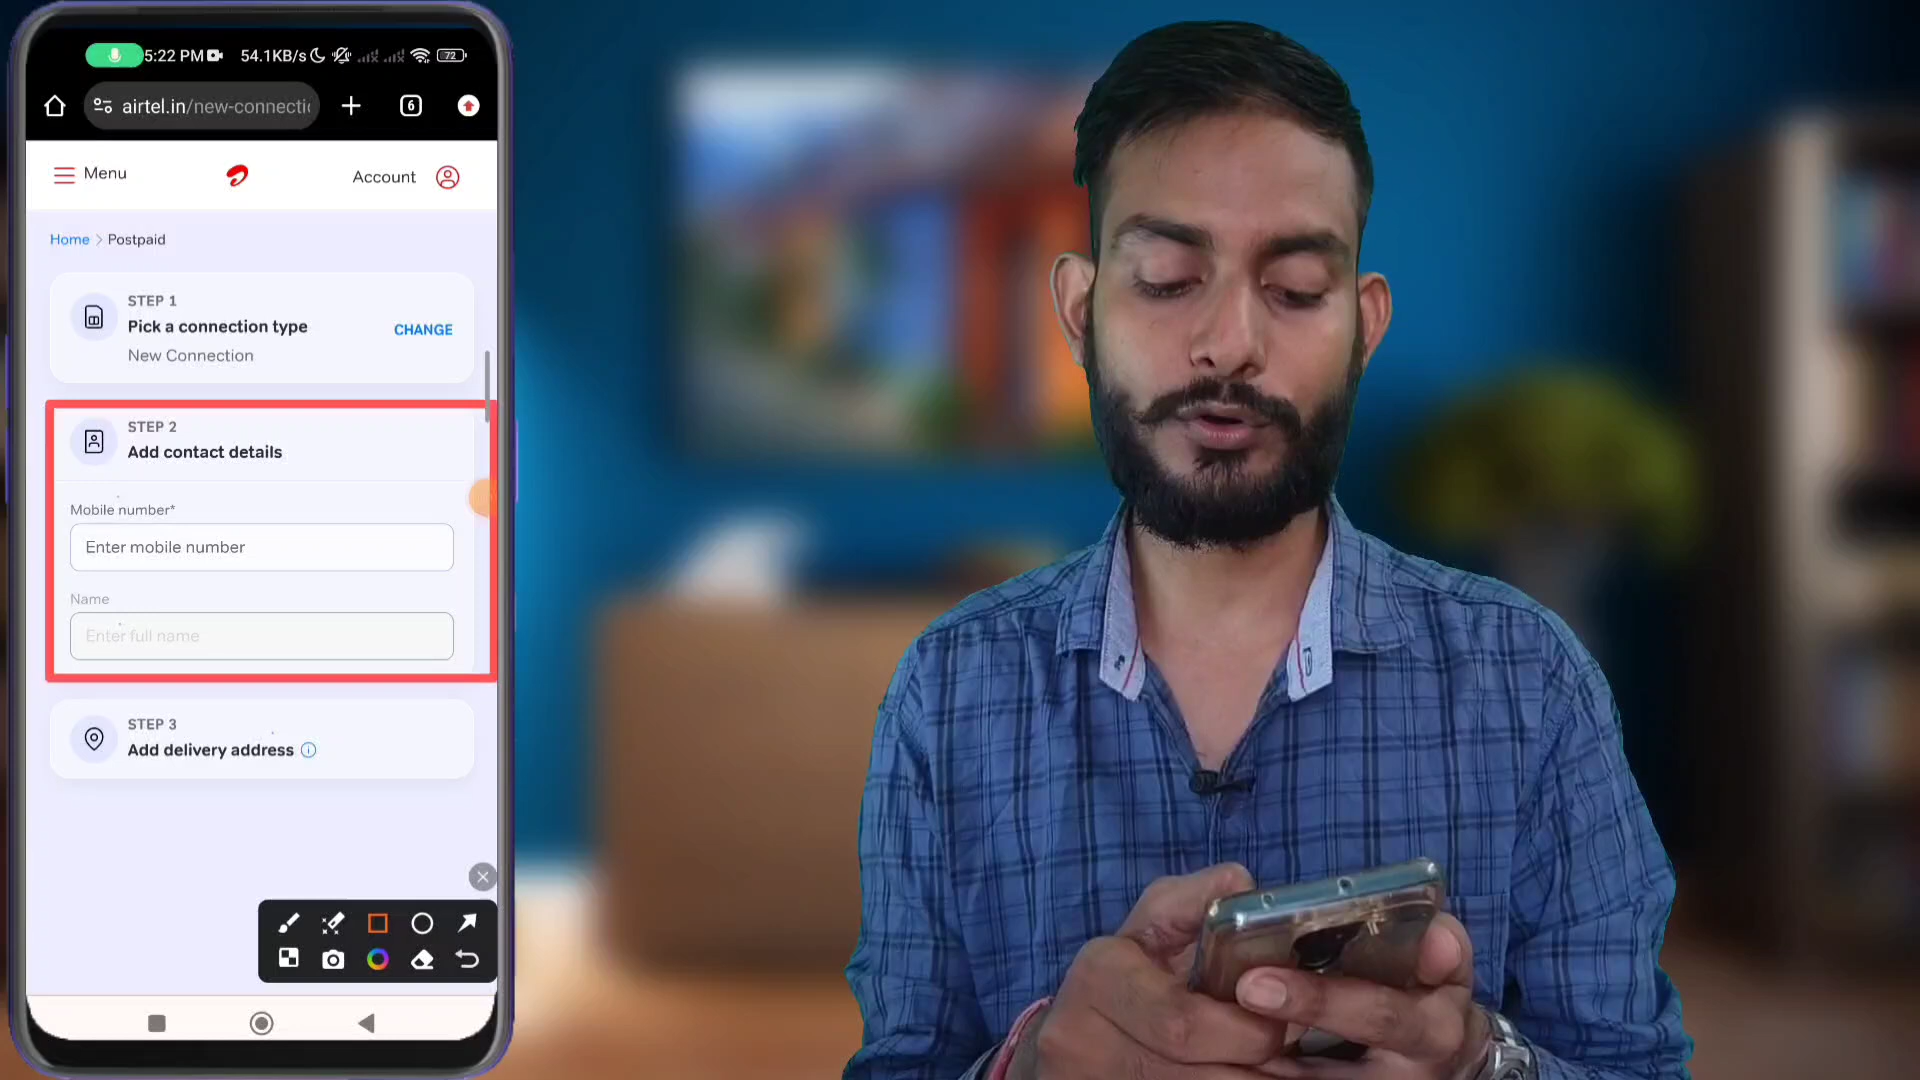 5:22 PM 54.1KB/s 72
airtel.in/new-connecti 6
Menu Account
Home > Postpaid
STEP 1
Pick a connection type
CHANGE
New Connection
STEP 2
Add contact details
Mobile number*
Enter mobile number
Name
Enter full name
STEP 3
Add delivery address